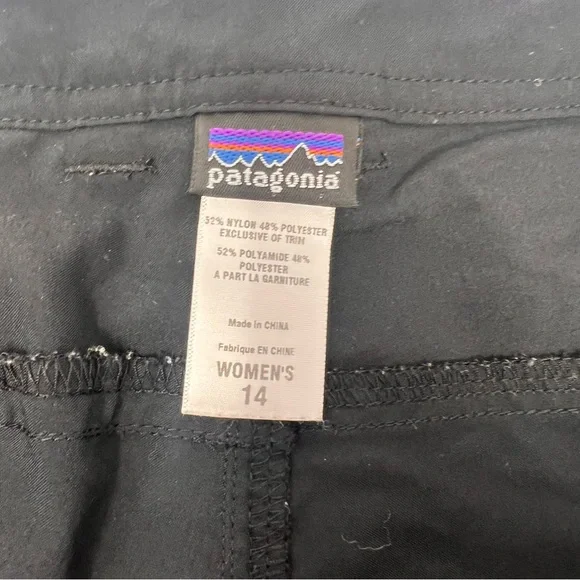 patagonia
52% NYLON 48% POLYESTER
EXCLUSIVE OF TRIM
52% POLYAMIDE 48%
POLYESTER
A PART LA GARNITURE
Made in CHINA
Fabrique EN CHINE
WOMEN'S
14